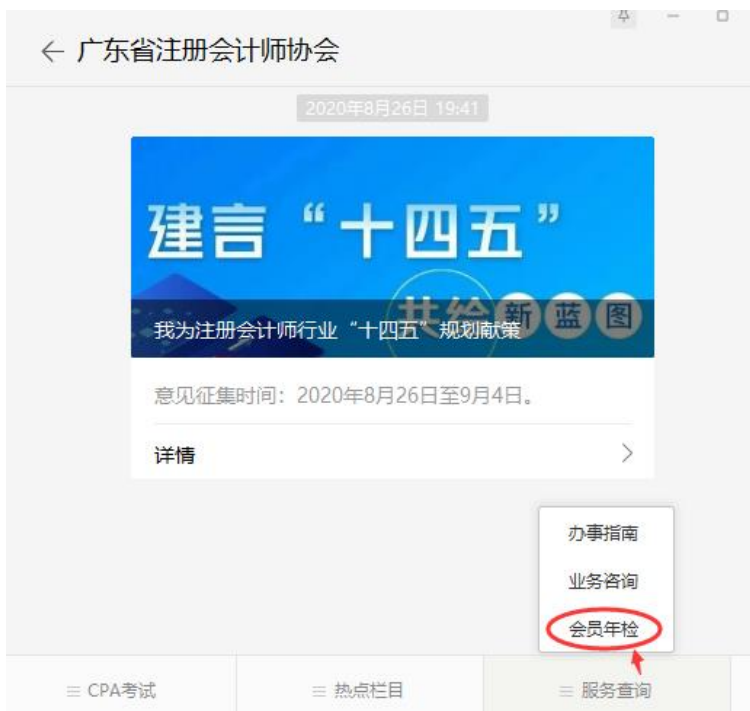 广东省注册会计师协会
2020年8月26日 19:41
建言“十四五”
共绘新蓝图
我为注册会计师行业“十四五”规划献策
意见征集时间：2020年8月26日至9月4日。
详情
办事指南
业务咨询
会员年检
CPA考试
热点栏目
服务查询